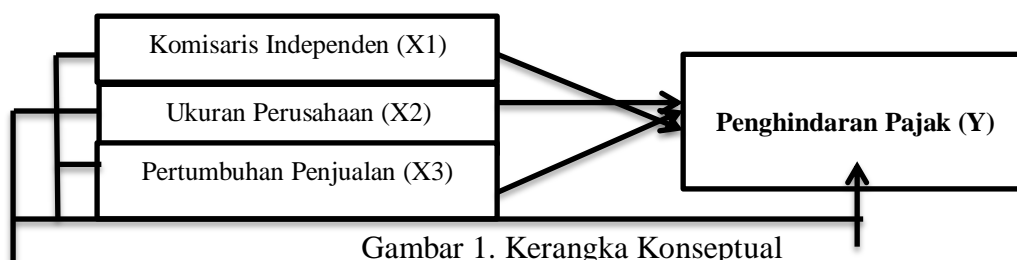 Komisaris Independen (X1)
Ukuran Perusahaan (X2)
Pertumbuhan Penjualan (X3)
Penghindaran Pajak (Y)
Gambar 1. Kerangka Konseptual